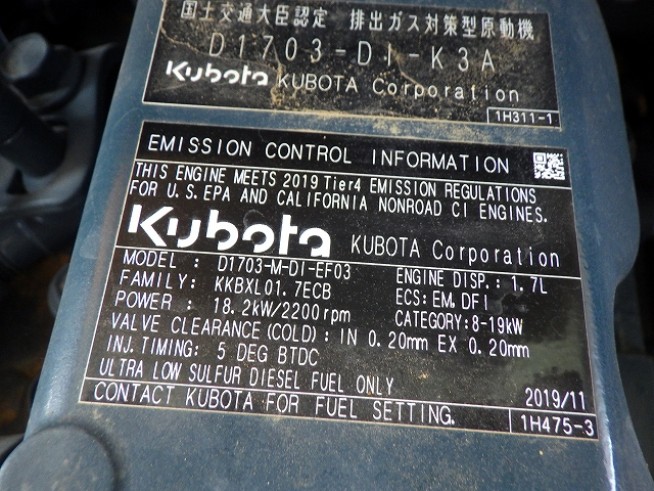 国土交通大臣認定 排出ガス対策型原動機
D1703-DI-K3A
Kubota KUBOTA Corporation
1H311-1
EMISSION CONTROL INFORMATION
THIS ENGINE MEETS 2019 Tier4 EMISSION REGULATIONS
FOR U.S. EPA AND CALIFORNIA NONROAD CI ENGINES.
Kubota KUBOTA Corporation
MODEL : D1703-M-DI-EF03 ENGINE DISP.: 1.7L
FAMILY: KKBXL01.7ECB ECS: EM, DFI
POWER : 18.2kW/2200rpm CATEGORY: 8-19kW
VALVE CLEARANCE (COLD) : IN 0.20mm EX 0.20mm
INJ. TIMING: 5 DEG BTDC
ULTRA LOW SULFUR DIESEL FUEL ONLY 2019/11
CONTACT KUBOTA FOR FUEL SETTING. 1H475-3